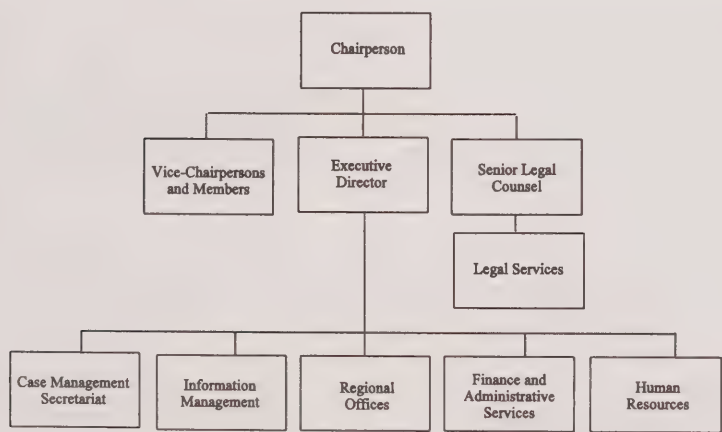 Chairperson
Vice-Chairpersons
and Members
Executive
Director
Senior Legal
Counsel
Legal Services
Case Management
Secretariat
Information
Management
Regional
Offices
Finance and
Administrative
Services
Human
Resources